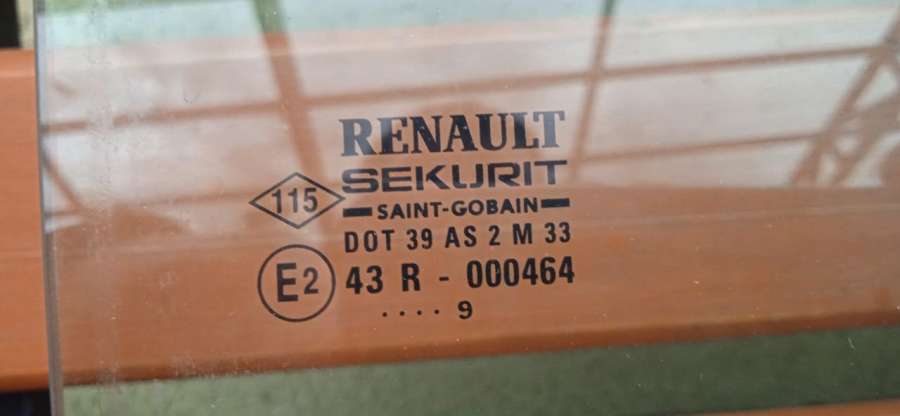 RENAULT
SEKURIT
115
SAINT-GOBAIN
DOT 39 AS 2 M 33
E2 43 R - 000464
.... 9